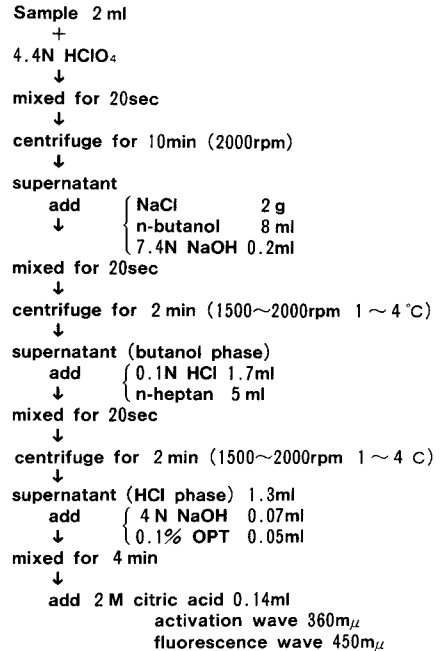 Sample 2 ml
+
4.4N HClO₄
↓
mixed for 20sec
↓
centrifuge for 10min (2000rpm)
↓
supernatant
add { NaCl 2 g
↓ n-butanol 8 ml
7.4N NaOH 0.2ml
mixed for 20sec
↓
centrifuge for 2 min (1500~2000rpm 1 ~ 4 °C)
↓
supernatant (butanol phase)
add { 0.1N HCl 1.7ml
↓ n-heptan 5 ml
mixed for 20sec
↓
centrifuge for 2 min (1500~2000rpm 1 ~ 4 C)
↓
supernatant (HCl phase) 1.3ml
add { 4 N NaOH 0.07ml
↓ 0.1% OPT 0.05ml
mixed for 4 min
↓
add 2 M citric acid 0.14ml
activation wave 360mμ
fluorescence wave 450mμ